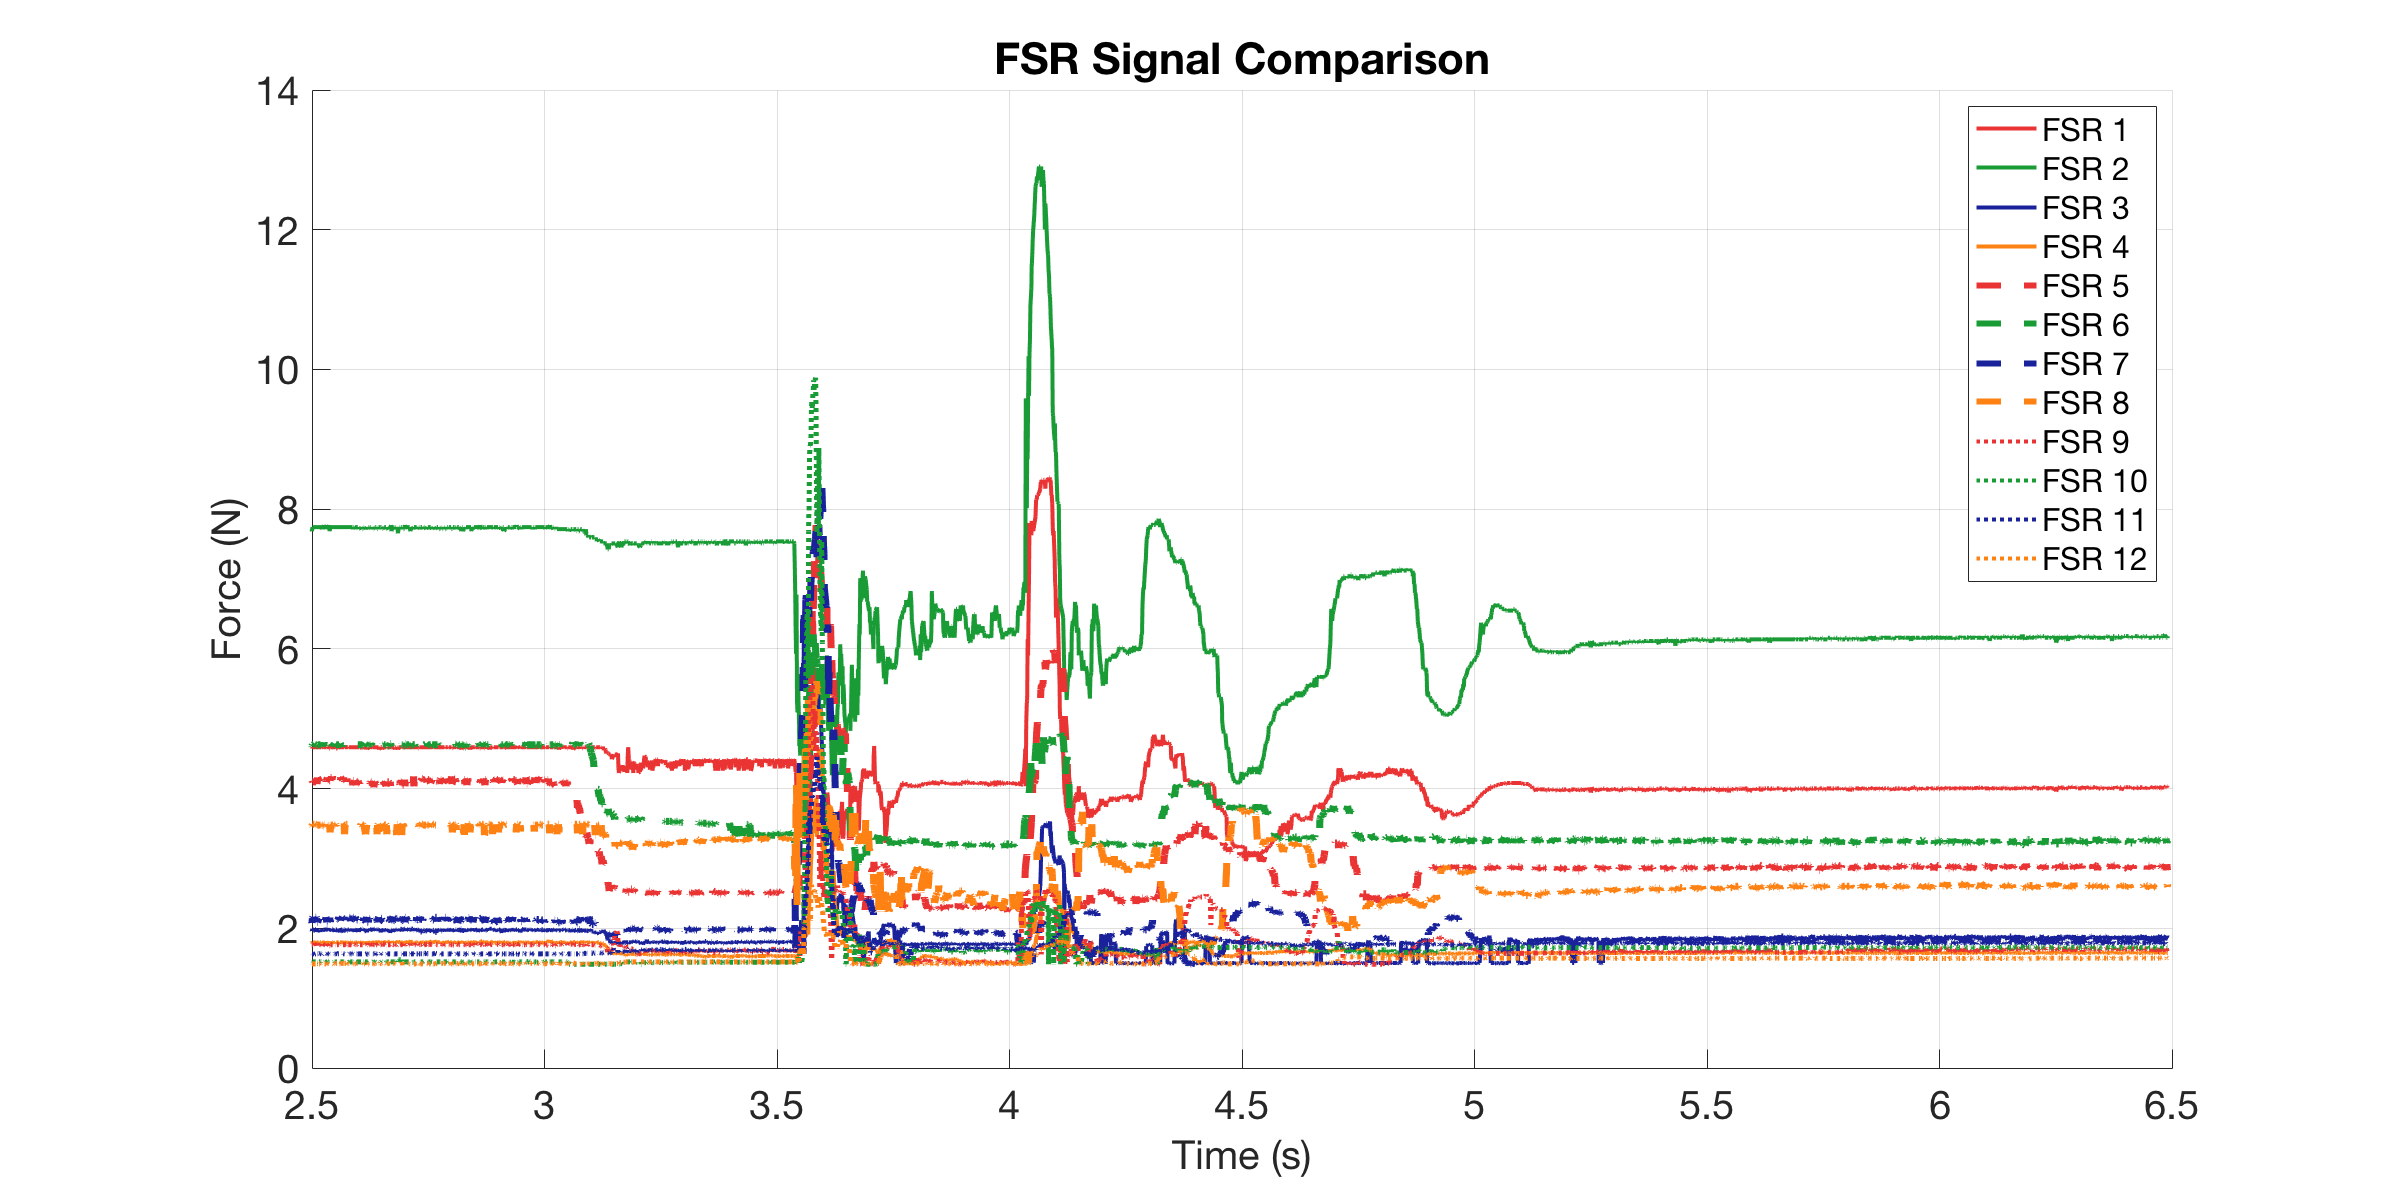 FSR Signal Comparison
14
12
10
8
6
4
2
0
Force (N)
FSR 1
FSR 2
FSR 3
FSR 4
FSR 5
FSR 6
FSR 7
FSR 8
FSR 9
FSR 10
FSR 11
FSR 12
2.5 3 3.5 4 4.5 5 5.5 6 6.5
Time (s)